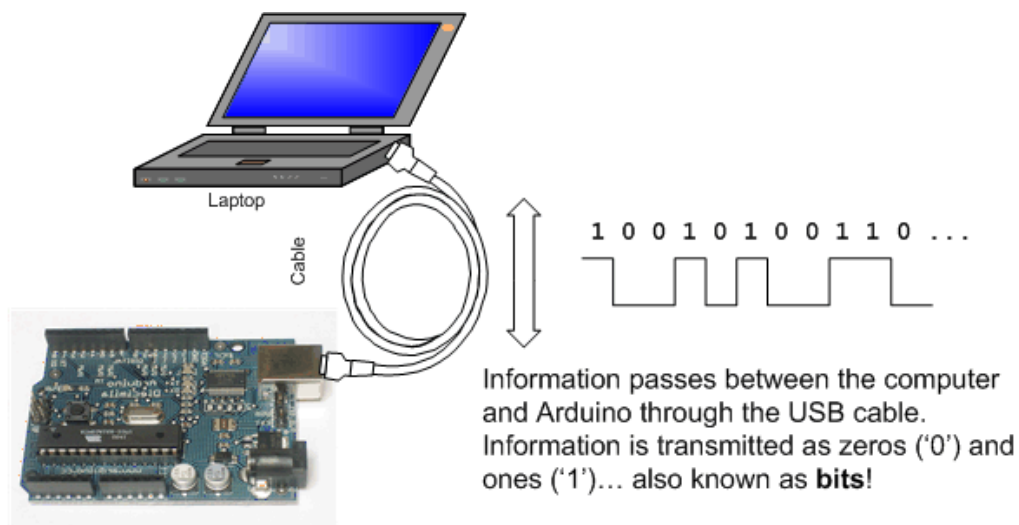 Laptop
Cable
1 0 0 1 0 1 0 0 1 1 0 ...
Information passes between the computer
and Arduino through the USB cable.
Information is transmitted as zeros (‘0’) and
ones (‘1’)… also known as bits!